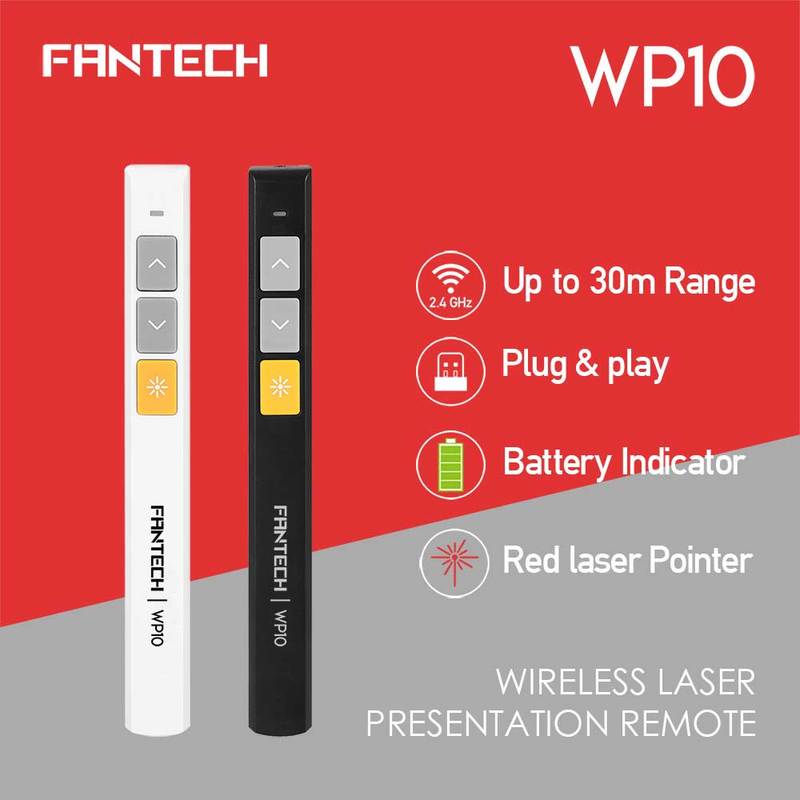 FANTECH
WP10
2.4 GHz
Up to 30m Range
Plug & play
Battery Indicator
Red laser Pointer
FANTECH | WP10
FANTECH | WP10
WIRELESS LASER
PRESENTATION REMOTE